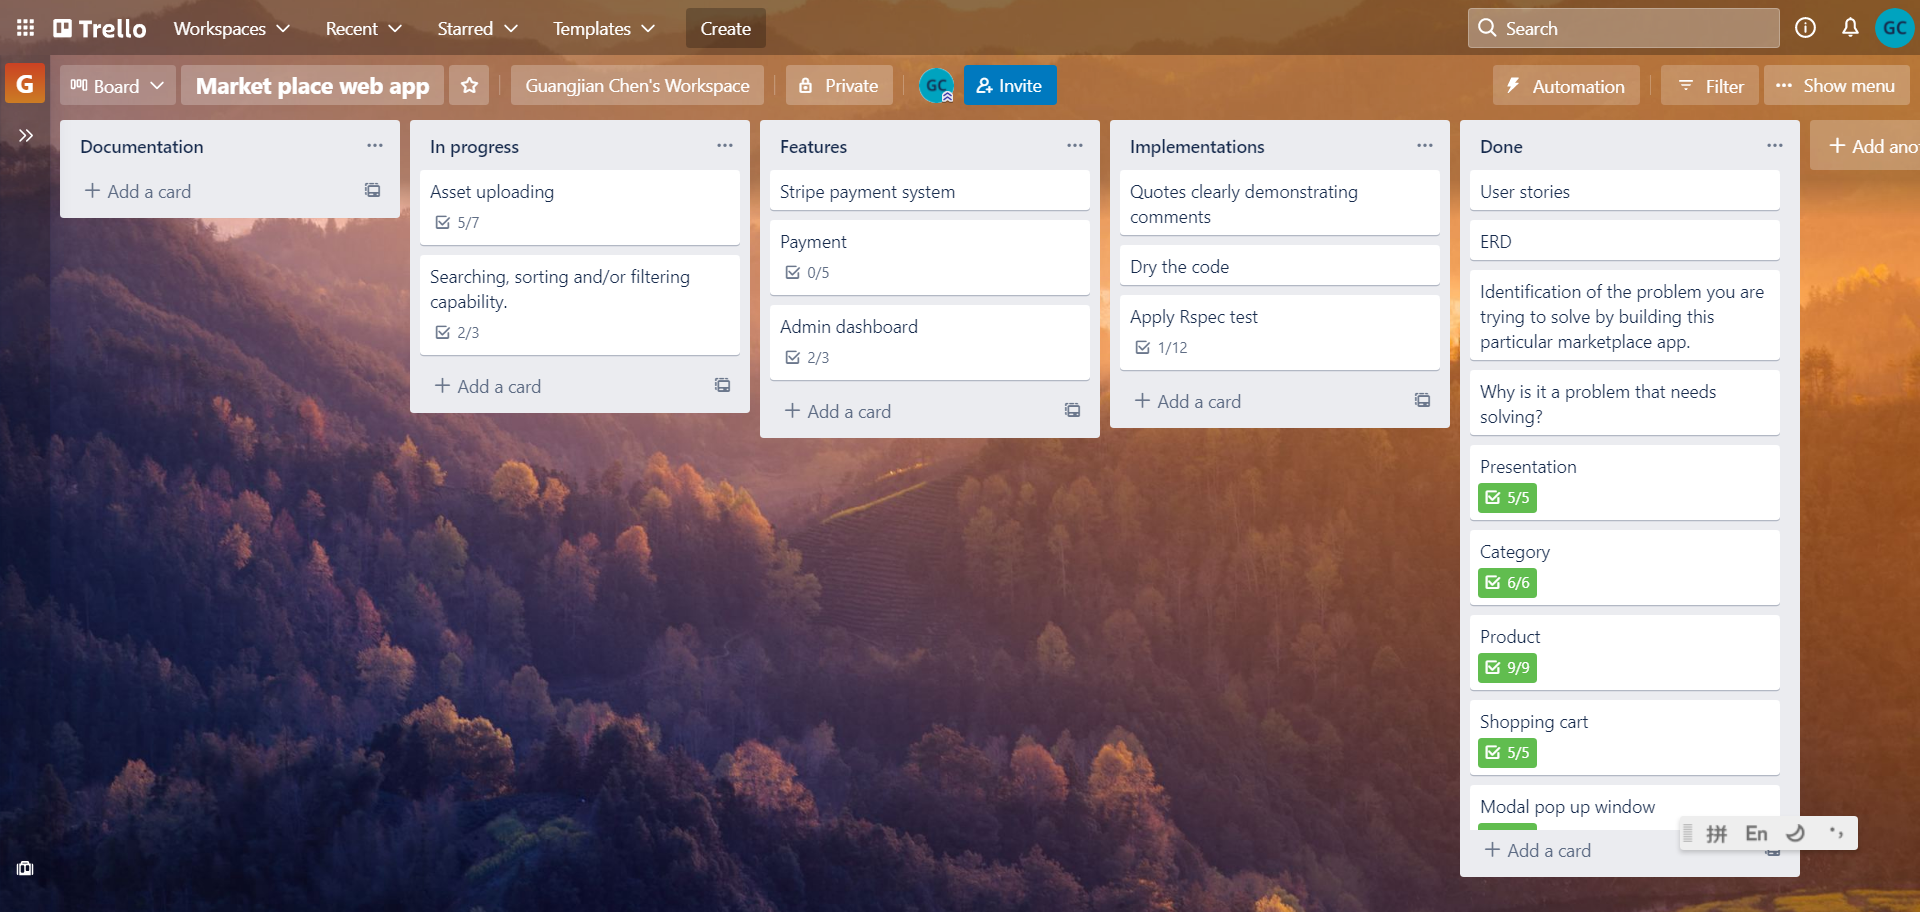 Trello
Workspaces
Recent
Starred
Templates
Create
Search
GC
G
Board
Market place web app
Guangjian Chen's Workspace
Private
GC
Invite
Automation
Filter
Show menu
Documentation
Add a card
In progress
Asset uploading
5/7
Searching, sorting and/or filtering
capability.
2/3
Add a card
Features
Stripe payment system
Payment
0/5
Admin dashboard
2/3
Add a card
Implementations
Quotes clearly demonstrating
comments
Dry the code
Apply Rspec test
1/12
Add a card
Done
User stories
ERD
Identification of the problem you are
trying to solve by building this
particular marketplace app.
Why is it a problem that needs
solving?
Presentation
5/5
Category
6/6
Product
9/9
Shopping cart
5/5
Modal pop up window
Add a card
Add ano
拼 En